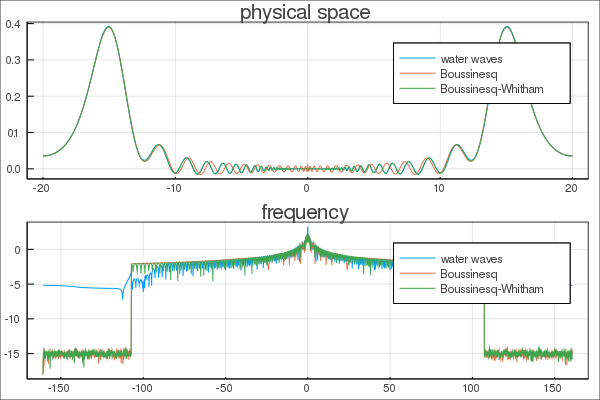 physical space
0.4
0.3
0.2
0.1
0.0
water waves
Boussinesq
Boussinesq-Whitham
-20
-10
0
10
20
frequency
0
-5
-10
-15
water waves
Boussinesq
Boussinesq-Whitham
-150
-100
-50
0
50
100
150